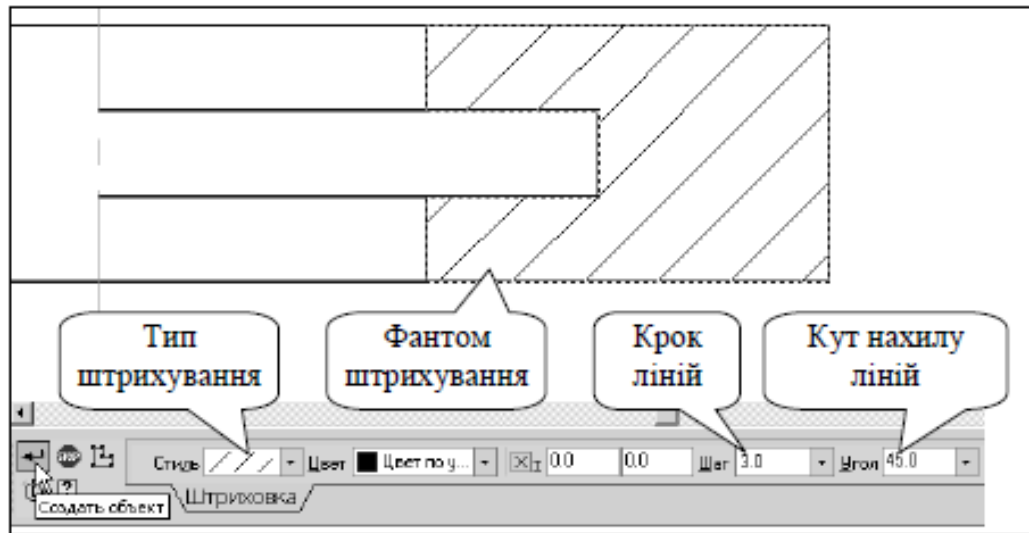 Тип
штрихування
Фантом
штрихування
Крок
ліній
Кут нахилу
ліній
STOP
Стиль Цвет Цвет по у... T 0.0 0.0 Шаг 3.0 Угол 45.0
?
Штриховка
Создать объект